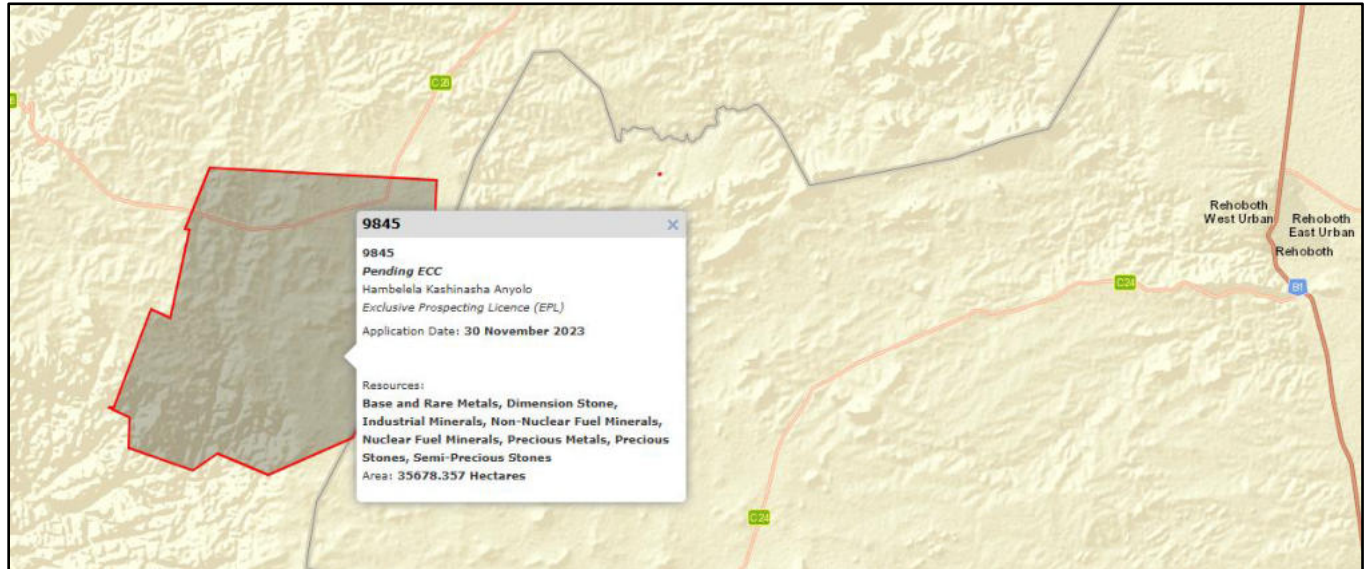 C28
9845
9845
Pending ECC
Hambelela Kashinasha Anyolo
Exclusive Prospecting Licence (EPL)
Application Date: 30 November 2023
Resources:
Base and Rare Metals, Dimension Stone,
Industrial Minerals, Non-Nuclear Fuel Minerals,
Nuclear Fuel Minerals, Precious Metals, Precious
Stones, Semi-Precious Stones
Area: 35678.357 Hectares
Rehoboth
West Urban
Rehoboth
East Urban
Rehoboth
C24
B1
C24